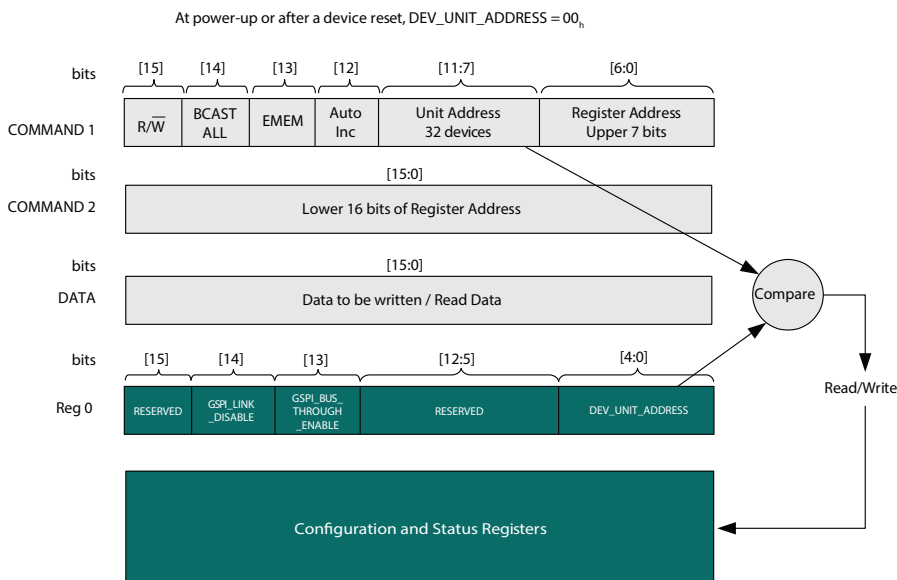 At power-up or after a device reset, DEV_UNIT_ADDRESS = 00h
bits [15] [14] [13] [12] [11:7] [6:0]
COMMAND 1
R/W̅
BCAST
ALL
EMEM
Auto
Inc
Unit Address
32 devices
Register Address
Upper 7 bits
bits [15:0]
COMMAND 2
Lower 16 bits of Register Address
bits [15:0]
DATA
Data to be written / Read Data
Compare
bits [15] [14] [13] [12:5] [4:0]
Read/Write
Reg 0
RESERVED
GSPI_LINK
_DISABLE
GSPI_BUS_
THROUGH
_ENABLE
RESERVED
DEV_UNIT_ADDRESS
Configuration and Status Registers